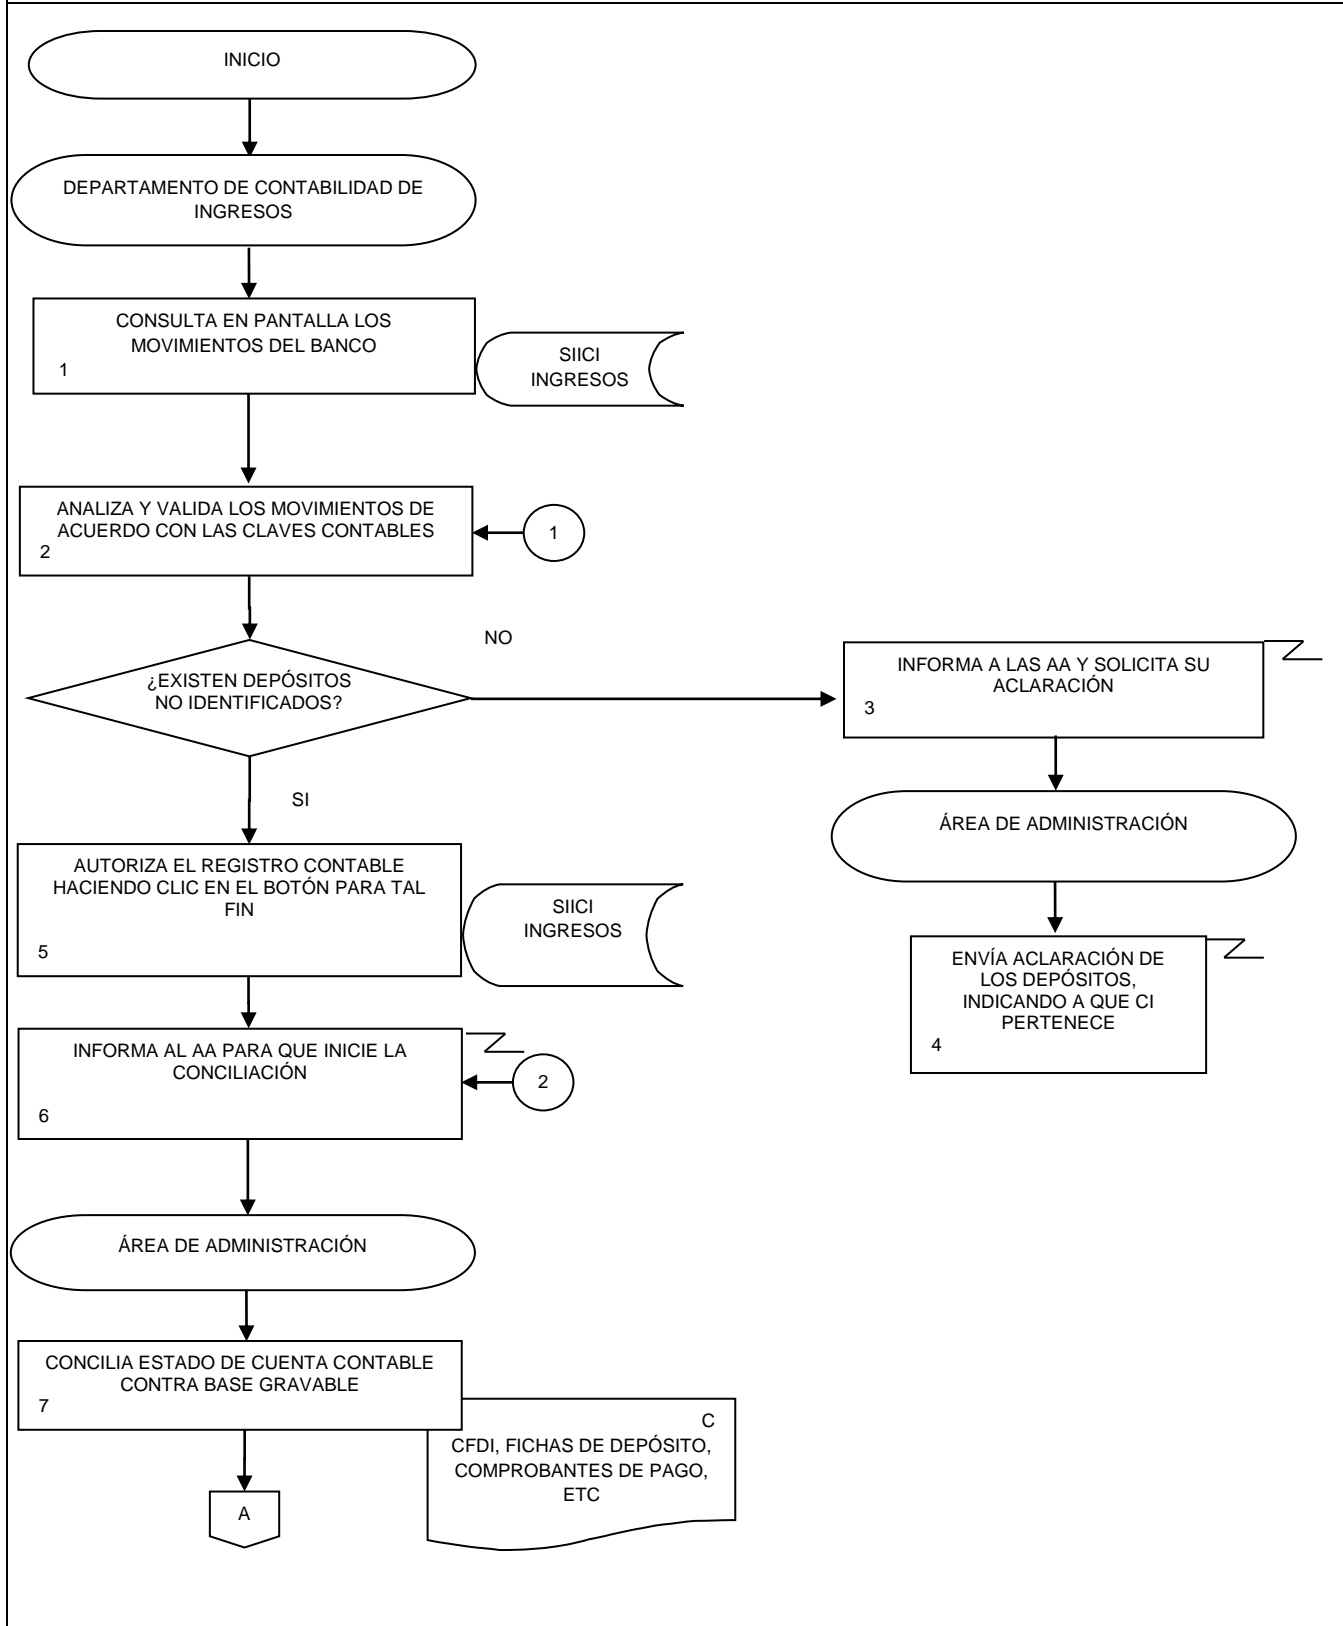 INICIO
DEPARTAMENTO DE CONTABILIDAD DE
INGRESOS
CONSULTA EN PANTALLA LOS
MOVIMIENTOS DEL BANCO
1
SIICI
INGRESOS
ANALIZA Y VALIDA LOS MOVIMIENTOS DE
ACUERDO CON LAS CLAVES CONTABLES
2
1
¿EXISTEN DEPÓSITOS
NO IDENTIFICADOS?
NO
INFORMA A LAS AA Y SOLICITA SU
ACLARACIÓN
3
ÁREA DE ADMINISTRACIÓN
ENVÍA ACLARACIÓN DE
LOS DEPÓSITOS,
INDICANDO A QUE CI
PERTENECE
4
SI
AUTORIZA EL REGISTRO CONTABLE
HACIENDO CLIC EN EL BOTÓN PARA TAL
FIN
5
SIICI
INGRESOS
INFORMA AL AA PARA QUE INICIE LA
CONCILIACIÓN
6
2
ÁREA DE ADMINISTRACIÓN
CONCILIA ESTADO DE CUENTA CONTABLE
CONTRA BASE GRAVABLE
7
C
CFDI, FICHAS DE DEPÓSITO,
COMPROBANTES DE PAGO,
ETC
A